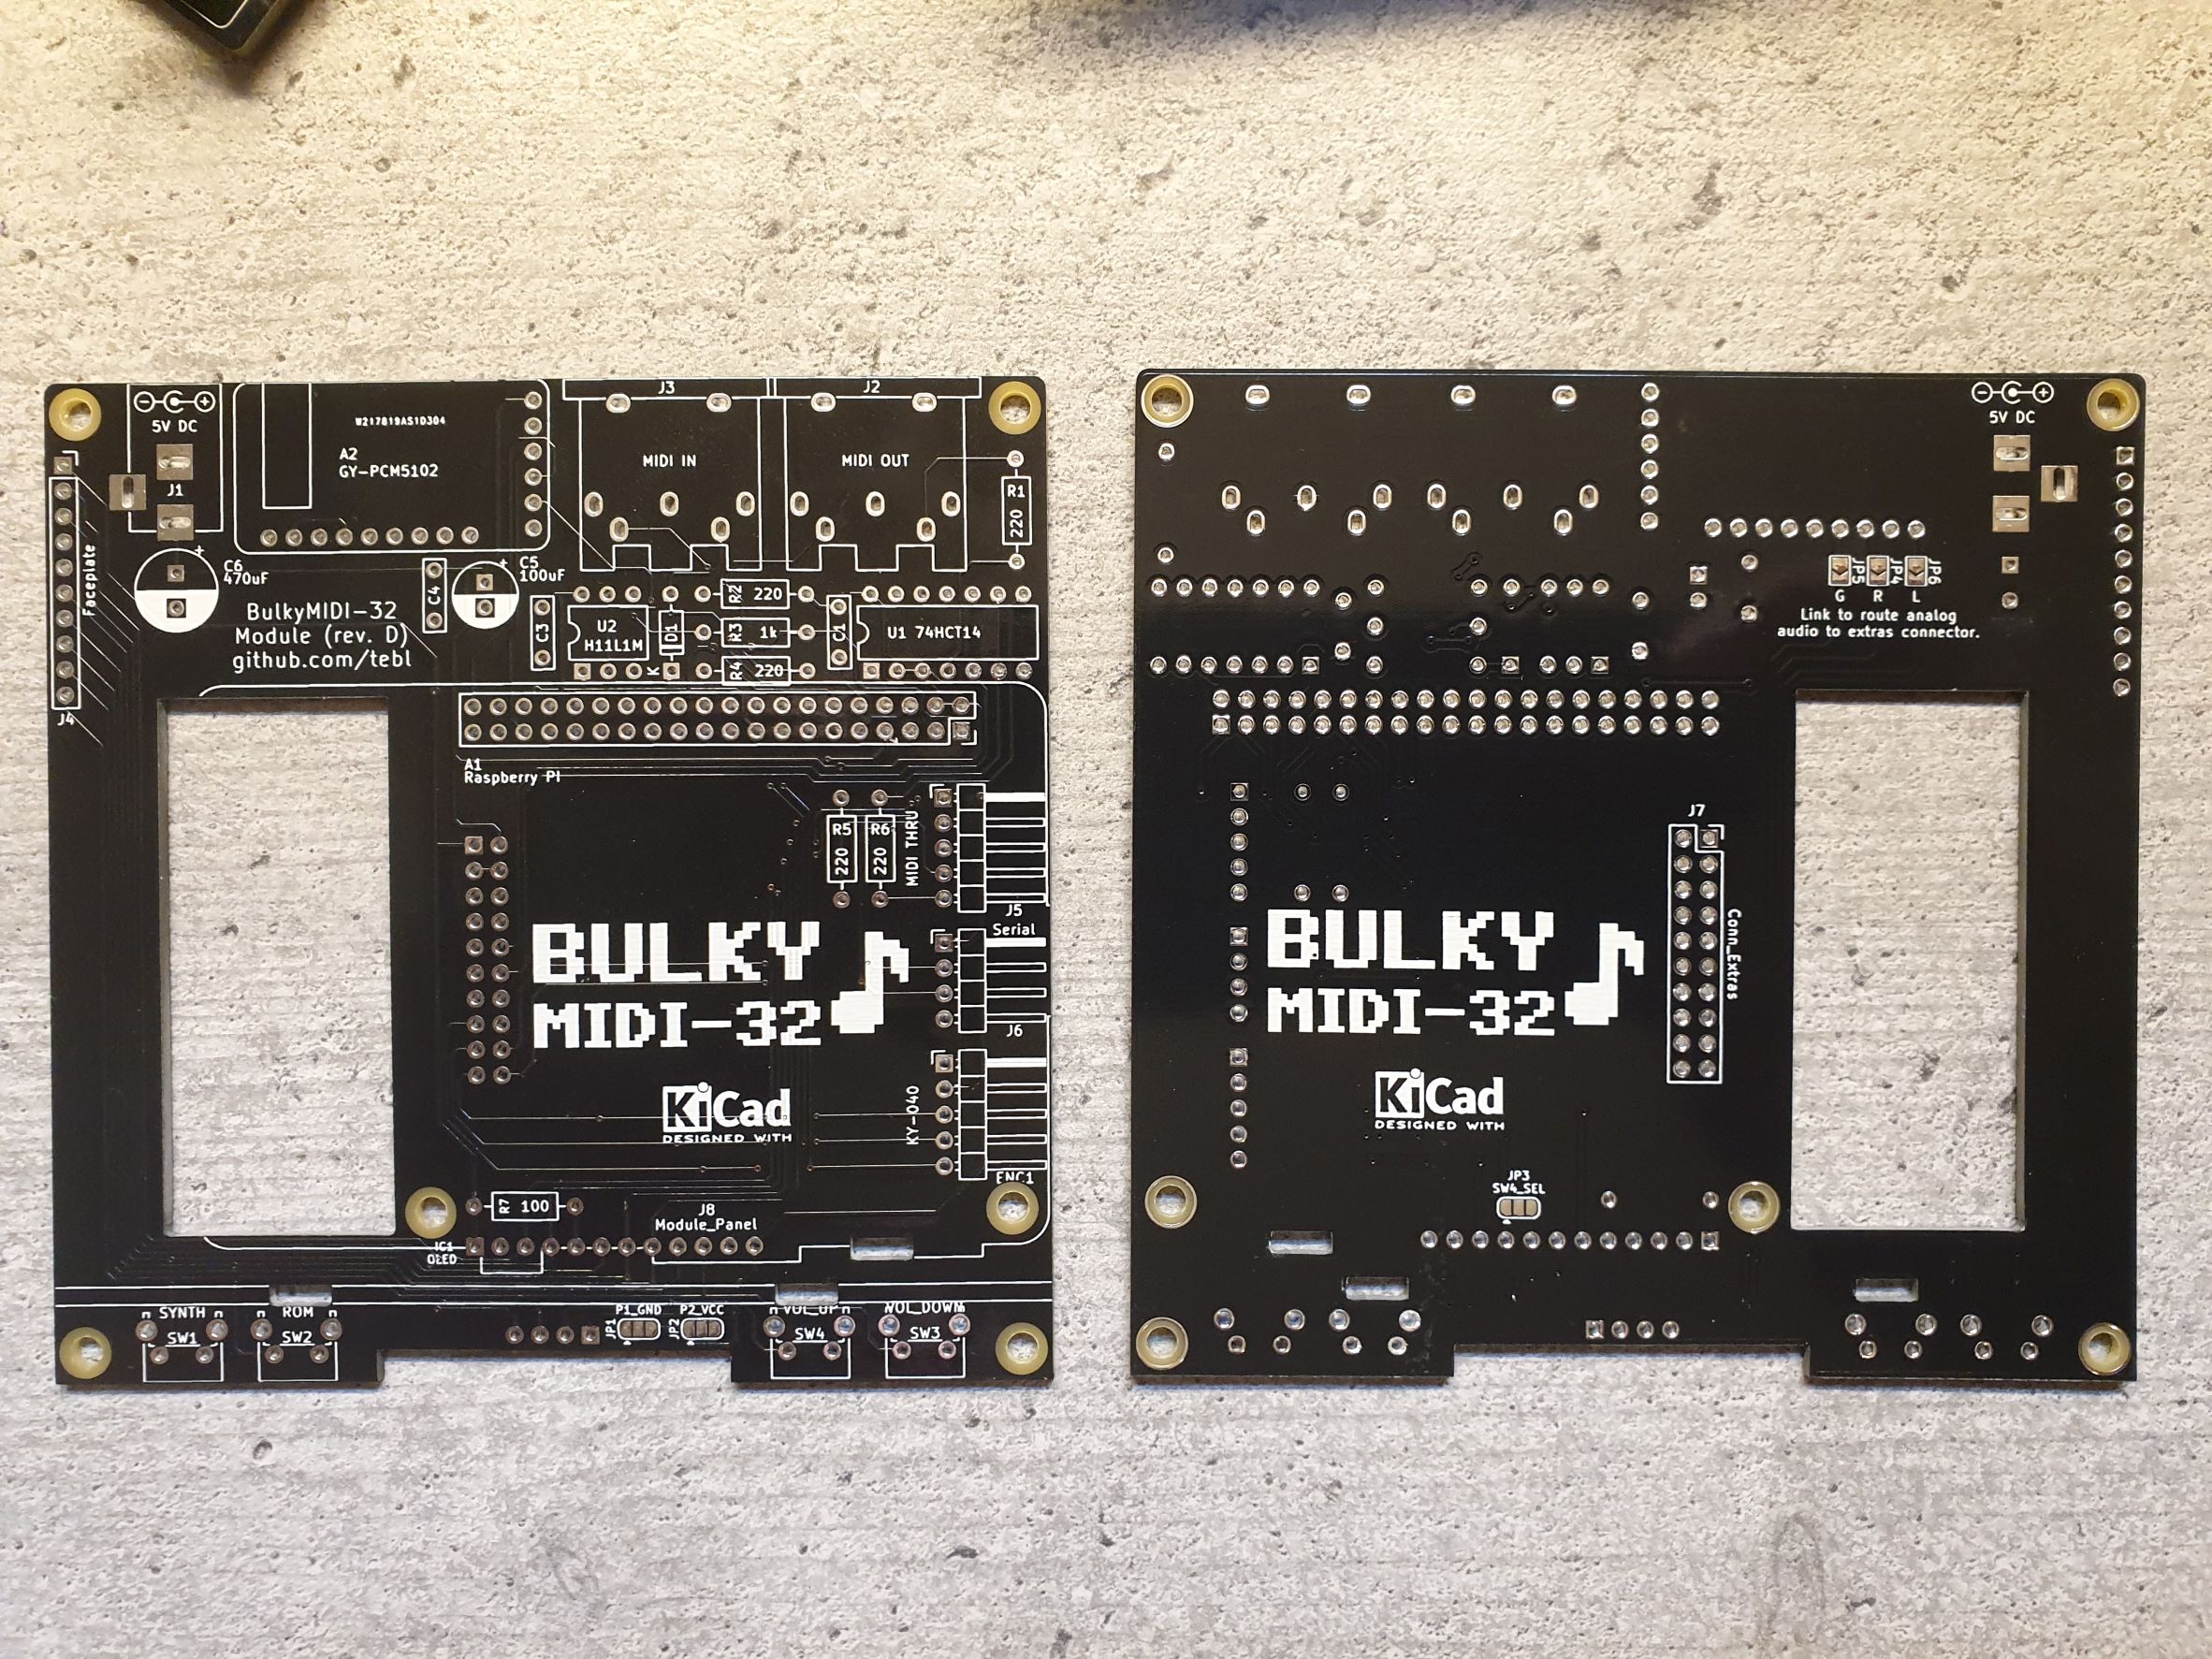 J3
J2
5V DC
W217819AS1D304
A2
GY-PCM5102
MIDI IN
MIDI OUT
J1
R1
220
Faceplate
C6
470uF
C5
100uF
C4
BulkyMIDI-32
Module (rev. D)
github.com/tebl
C3
U2
H11L1M
D1
K
R2 220
R3 1k
R4 220
C1
U1 74HCT14
J4
A1
Raspberry PI
R5
220
R6
220
MIDI THRU
J5
Serial
BULKY
MIDI-32
J6
KiCad
DESIGNED WITH
KY-040
ENC1
R7 100
J8
Module_Panel
IC1
OLED
SYNTH
SW1
ROM
SW2
JP1
P1_GND
JP2
P2_VCC
VOL_UP
SW4
VOL_DOWN
SW3
5V DC
JP5
JP4
JP6
G R L
Link to route analog
audio to extras connector.
J7
Conn_Extras
BULKY
MIDI-32
KiCad
DESIGNED WITH
JP3
SW4_SEL